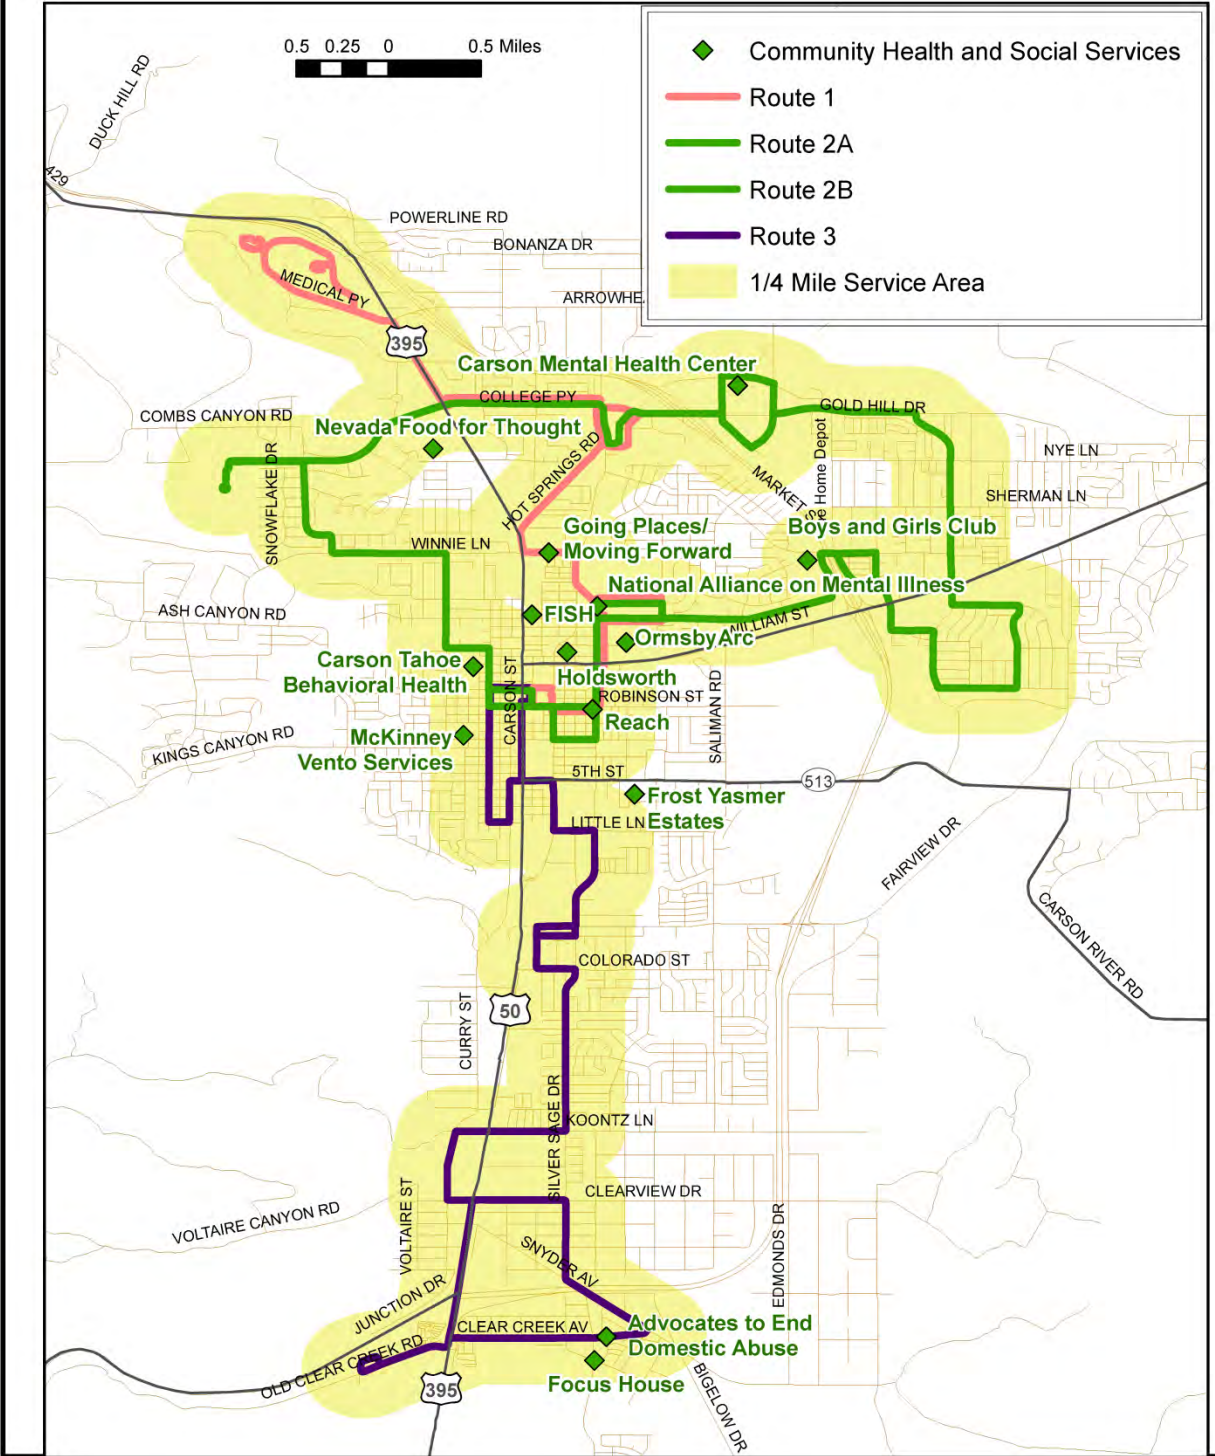 0.5 0.25 0 0.5 Miles
Community Health and Social Services
Route 1
Route 2A
Route 2B
Route 3
1/4 Mile Service Area
DUCK HILL RD
429
POWERLINE RD
BONANZA DR
ARROWHE
MEDICAL PY
395
Carson Mental Health Center
COLLEGE PY
GOLD HILL DR
COMBS CANYON RD
Nevada Food for Thought
NYE LN
SNOWFLAKE DR
HOT SPRINGS RD
MARKET S
e Home Depot
SHERMAN LN
Going Places/
Moving Forward
Boys and Girls Club
WINNIE LN
National Alliance on Mental Illness
ASH CANYON RD
FISH
WILLIAM ST
OrmsbyArc
Carson Tahoe
Behavioral Health
CARSON ST
Holdsworth
ROBINSON ST
SALIMAN RD
Reach
KINGS CANYON RD
McKinney
Vento Services
5TH ST
513
Frost Yasmer
Estates
LITTLE LN
FAIRVIEW DR
CARSON RIVER RD
COLORADO ST
50
CURRY ST
SILVER SAGE DR
KOONTZ LN
CLEARVIEW DR
VOLTAIRE ST
VOLTAIRE CANYON RD
SNYDER AV
EDMONDS DR
JUNCTION DR
CLEAR CREEK AV
Advocates to End
Domestic Abuse
OLD CLEAR CREEK RD
Focus House
395
BIGELOW DR